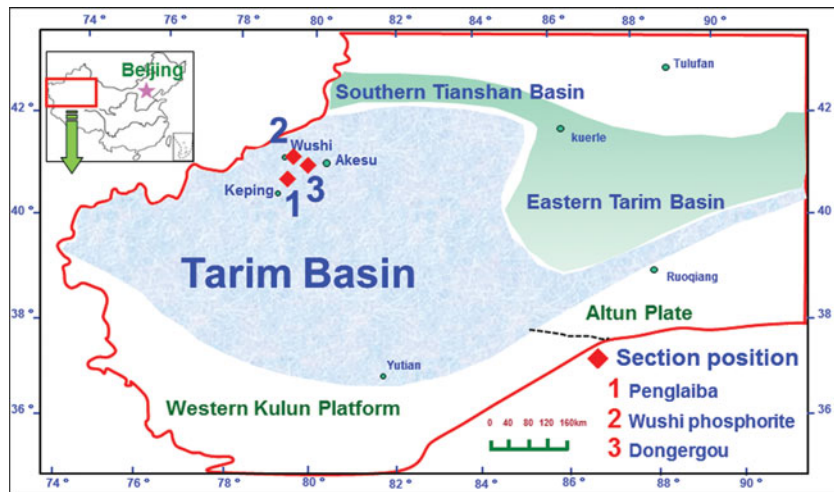 74 ° 76 ° 78 ° 80 ° 82 ° 84 ° 86 ° 88 ° 90 °
Beijing
Tulufan
42 °
42 °
Southern Tianshan Basin
2 Wushi
kuerle
Akesu
Keping
1 3
40 °
40 °
Eastern Tarim Basin
Tarim Basin
Ruoqiang
38 °
38 °
Altun Plate
Yutian
Section position
Western Kulun Platform
1 Penglaiba
36 °
36 °
0 40 80 120 160km
2 Wushi phosphorite
3 Dongergou
74 ° 76 ° 78 ° 80 ° 82 ° 84 ° 86 ° 88 ° 90 °